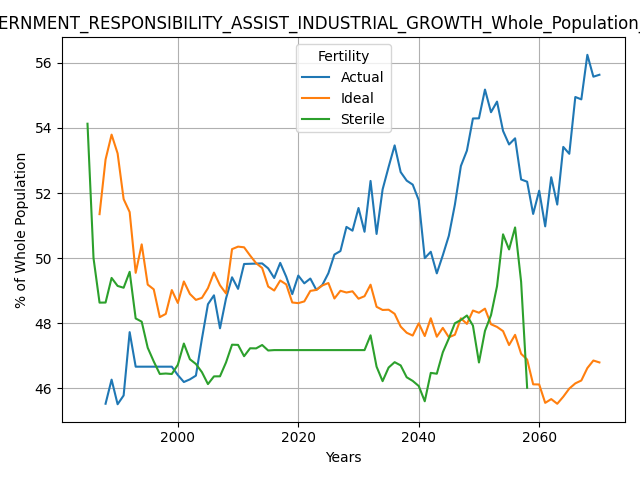 ERNMENT_RESPONSIBILITY_ASSIST_INDUSTRIAL_GROWTH_Whole_Population_
Fertility
Actual
Ideal
Sterile
% of Whole Population
56
54
52
50
48
46
2000
2020
2040
2060
Years